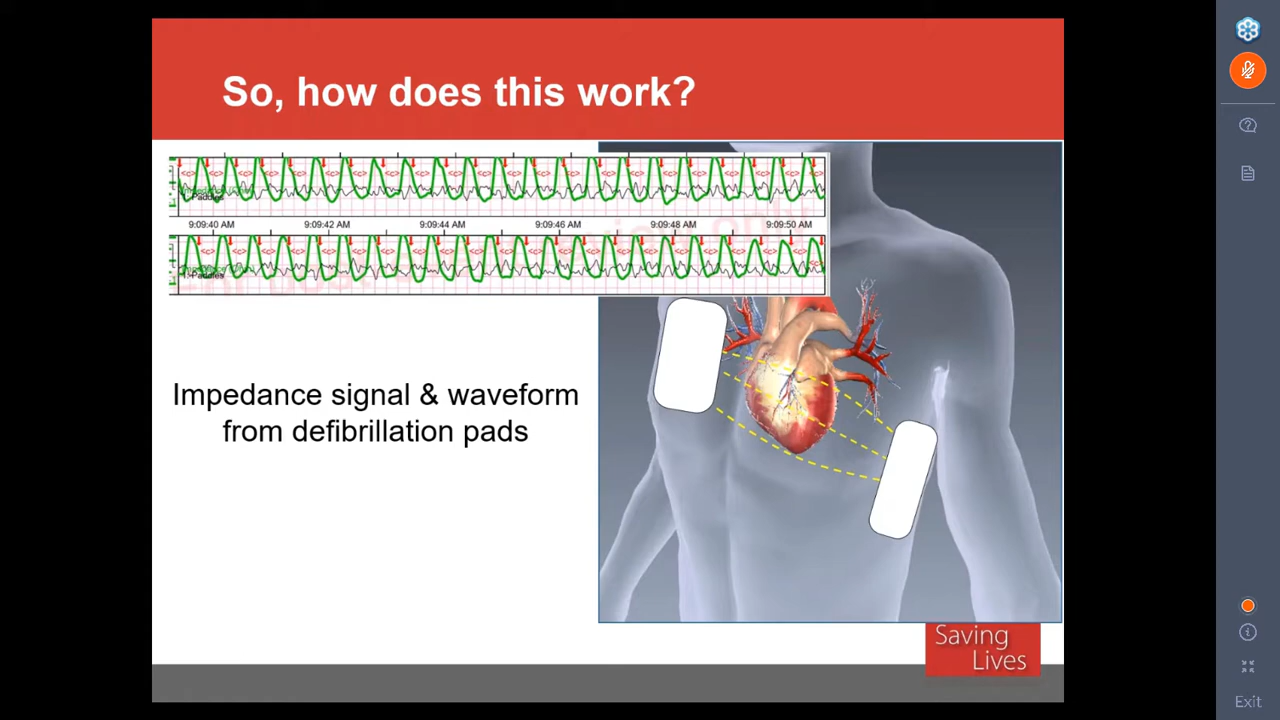 So, how does this work?
Paddles
9:09:40 AM 9:09:42 AM 9:09:44 AM 9:09:46 AM 9:09:48 AM 9:09:50 AM
Paddles
Impedance signal & waveform
from defibrillation pads
Saving
Lives
Exit